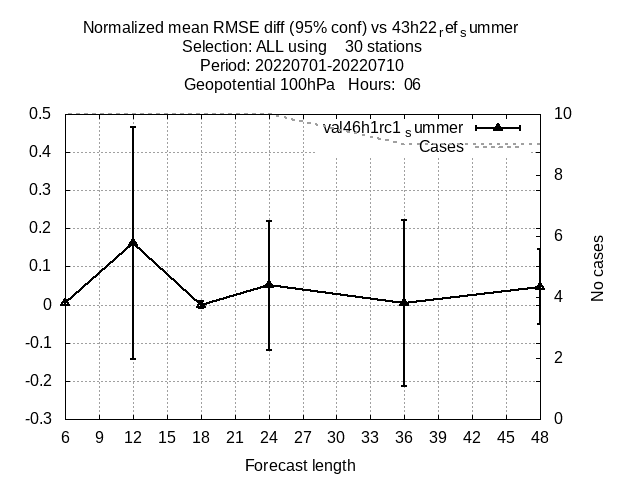 Normalized mean RMSE diff (95% conf) vs 43h22ref summer
Selection: ALL using 30 stations
Period: 20220701-20220710
Geopotential 100hPa Hours: 06
val46h1rc1summer
Cases
0.5
0.4
0.3
0.2
0.1
0
-0.1
-0.2
-0.3
10
8
6
4
2
0
No cases
6 9 12 15 18 21 24 27 30 33 36 39 42 45 48
Forecast length